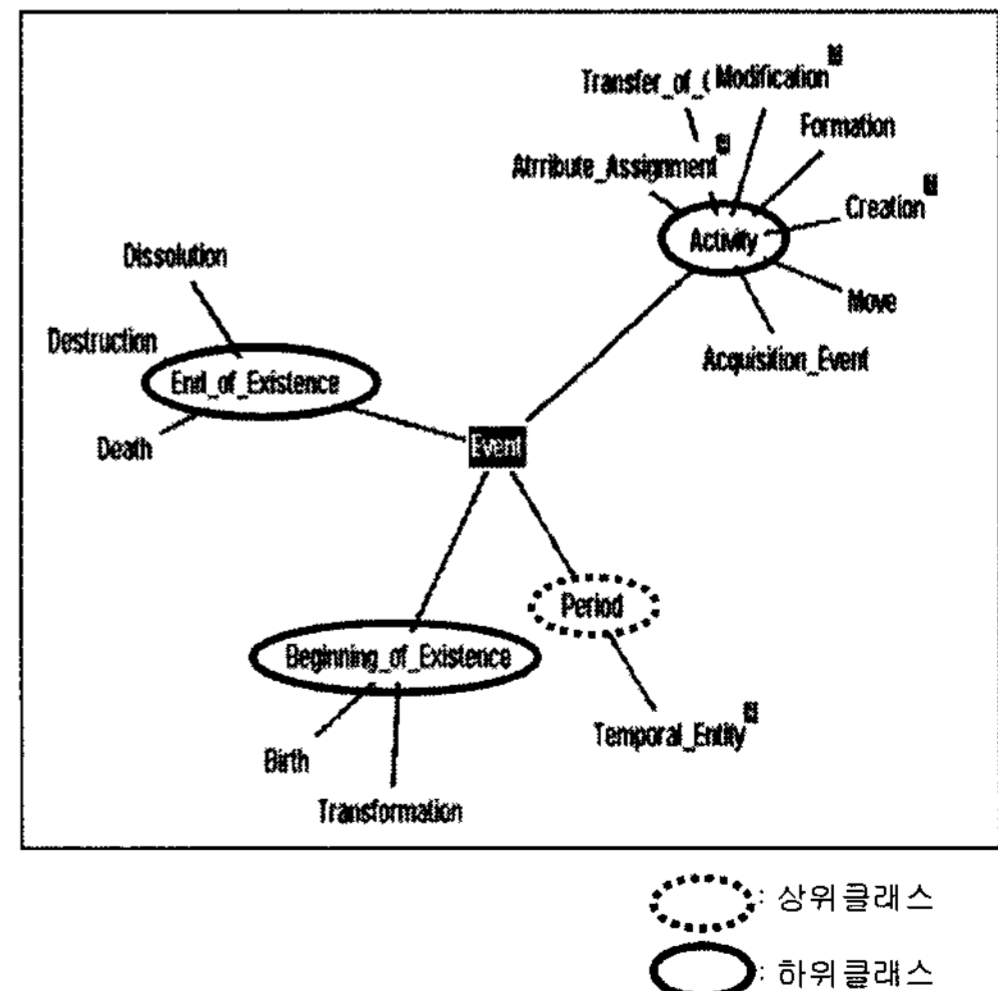 Transfer_of_( Modification
Formation
Atrribute_Assignment
Creation
Activity
Dissolution
Move
Destruction
Acquisition_Event
End_of_Existence
Event
Death
Period
Beginning_of_Existence
Temporal_Entity
Birth
Transformation
: 상위클래스
: 하위클래스